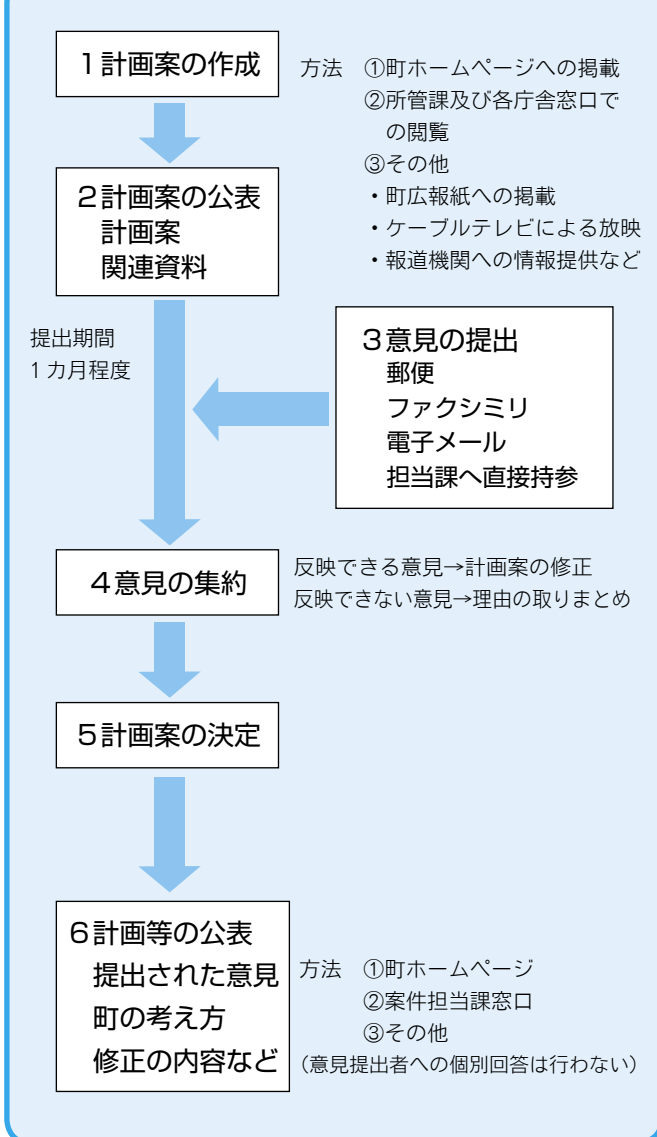 1計画案の作成
方法　①町ホームページへの掲載
②所管課及び各庁舎窓口で
の閲覧
③その他
・町広報紙への掲載
・ケーブルテレビによる放映
・報道機関への情報提供など
2計画案の公表
計画案
関連資料
提出期間
1カ月程度
3意見の提出
郵便
ファクシミリ
電子メール
担当課へ直接持参
4意見の集約
反映できる意見→計画案の修正
反映できない意見→理由の取りまとめ
5計画案の決定
6計画等の公表
提出された意見
町の考え方
修正の内容など
方法　①町ホームページ
②案件担当課窓口
③その他
（意見提出者への個別回答は行わない）